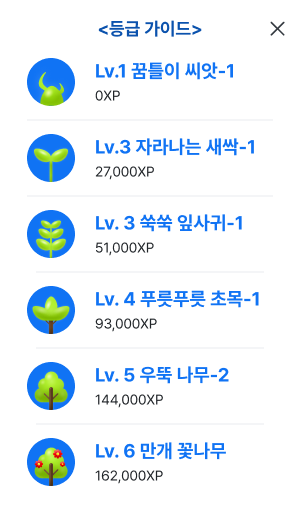 <등급 가이드>
Lv.1 꿈틀이 씨앗-1
0XP
Lv.3 자라나는 새싹-1
27,000XP
Lv. 3 쑥쑥 잎사귀-1
51,000XP
Lv. 4 푸릇푸릇 초목-1
93,000XP
Lv. 5 우뚝 나무-2
144,000XP
Lv. 6 만개 꽃나무
162,000XP